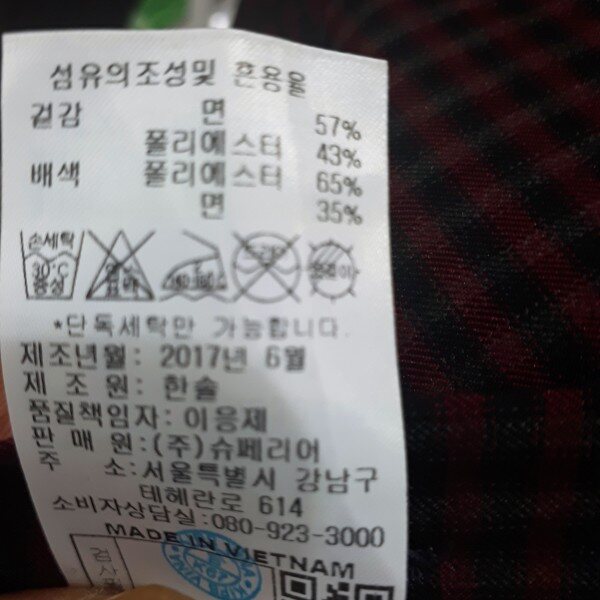 섬유의조성및 혼용율
겉감 면 57%
폴리에스터 43%
배색 폴리에스터 65%
면 35%
손세탁
30℃
중성
*단독세탁만 가능합니다.
제조년월: 2017년 6월
제 조 원: 한솔
품질책임자: 이응제
판 매 원:(주)슈페리어
주 소:서울특별시 강남구
테헤란로 614
소비자상담실:080-923-3000
MADE IN VIETNAM
검사